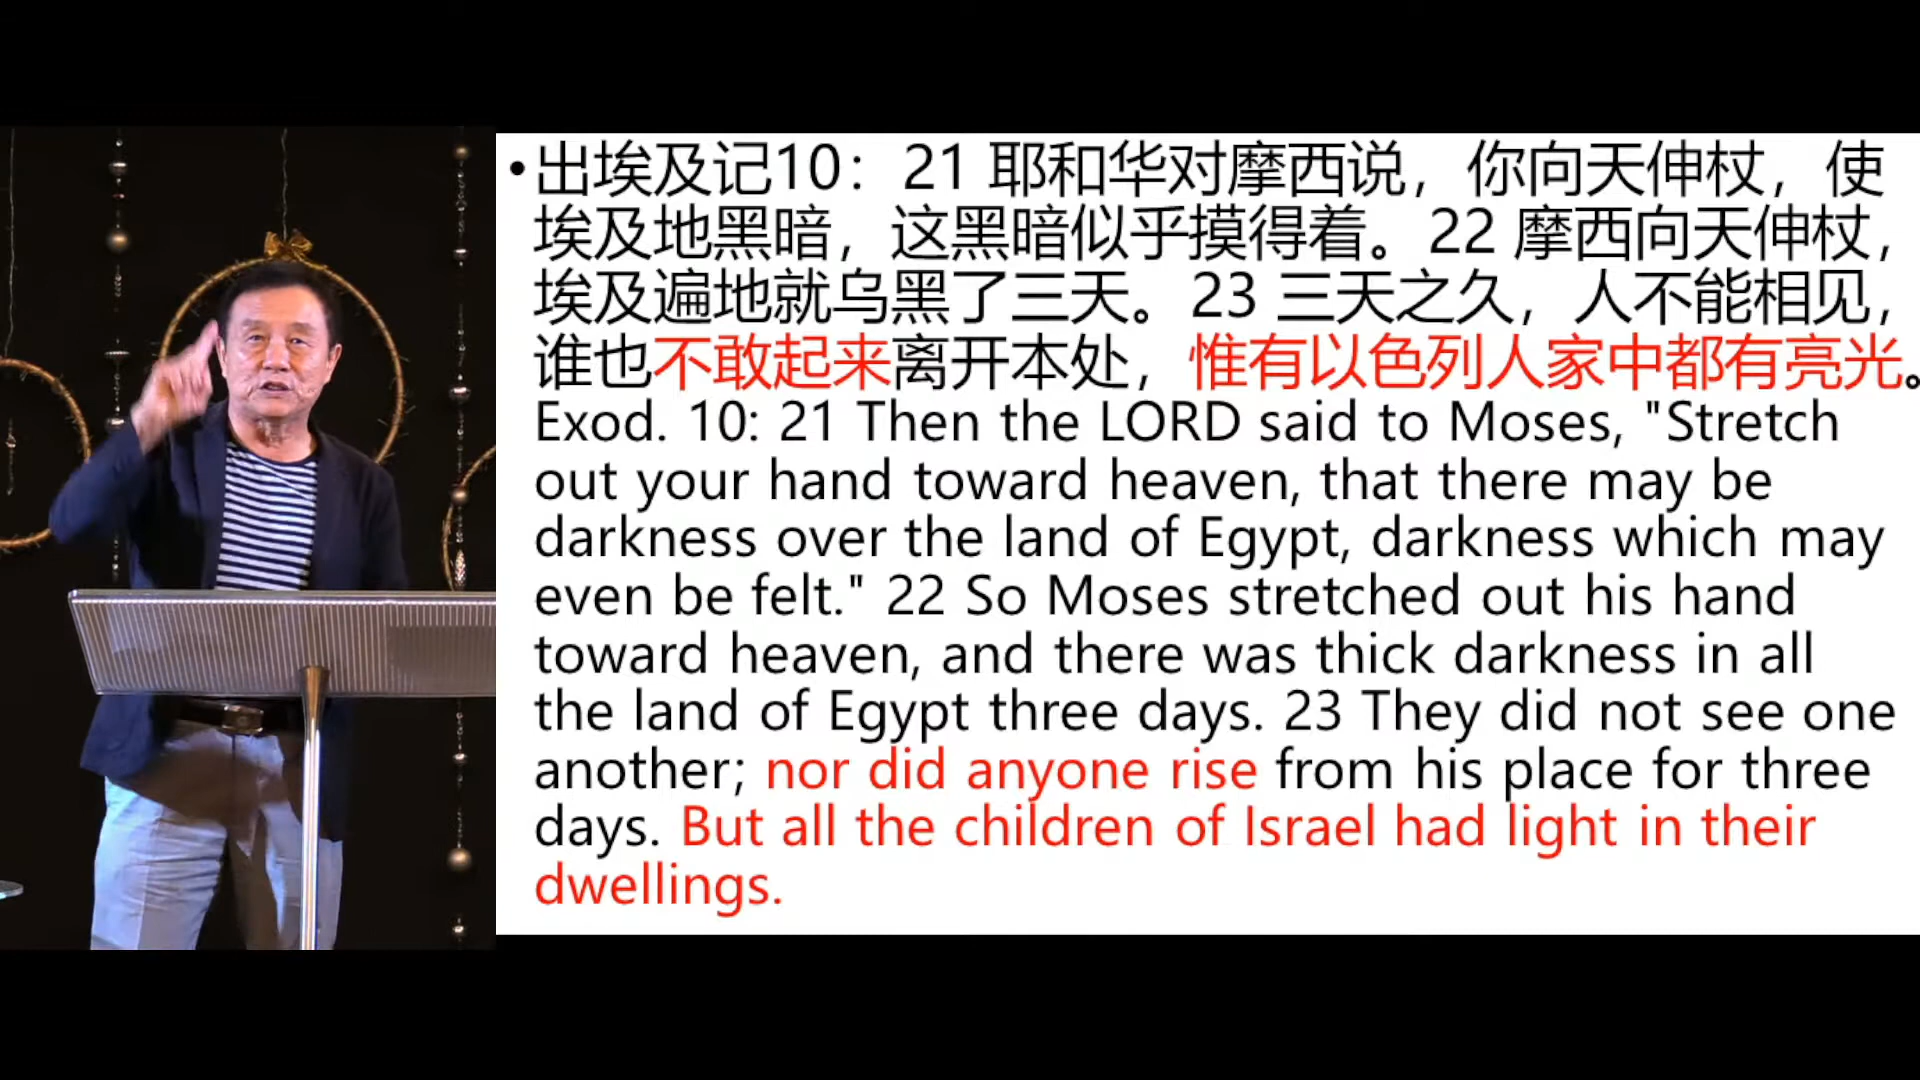 •出埃及记10：21 耶和华对摩西说，你向天伸杖，使
埃及地黑暗，这黑暗似乎摸得着。22 摩西向天伸杖，
埃及遍地就乌黑了三天。23 三天之久，人不能相见，
谁也不敢起来离开本处，惟有以色列人家中都有亮光。
Exod. 10: 21 Then the LORD said to Moses, "Stretch
out your hand toward heaven, that there may be
darkness over the land of Egypt, darkness which may
even be felt." 22 So Moses stretched out his hand
toward heaven, and there was thick darkness in all
the land of Egypt three days. 23 They did not see one
another; nor did anyone rise from his place for three
days. But all the children of Israel had light in their
dwellings.